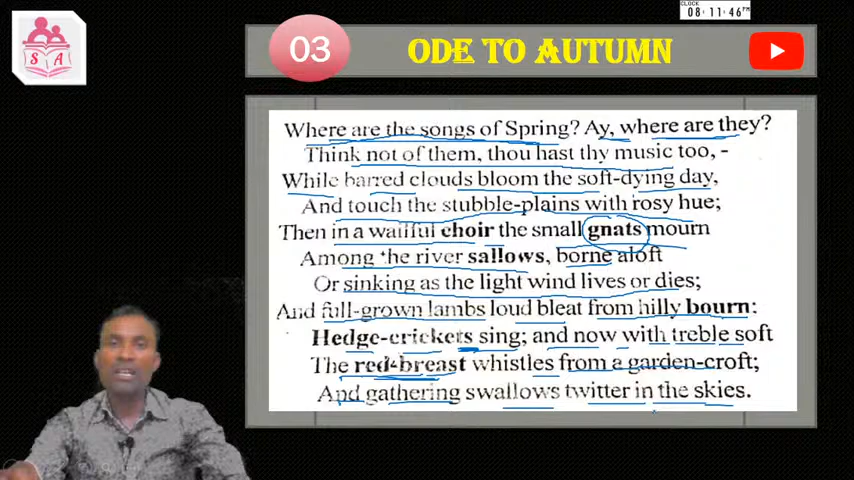 CLOCK
08:11:46PM
S A
03
ODE TO AUTUMN
Where are the songs of Spring? Ay, where are they?
Think not of them, thou hast thy music too, -
While barred clouds bloom the soft-dying day,
And touch the stubble-plains with rosy hue;
Then in a wailful choir the small gnats mourn
Among the river sallows, borne aloft
Or sinking as the light wind lives or dies;
And full-grown lambs loud bleat from hilly bourn:
Hedge-crickets sing; and now with treble soft
The red-breast whistles from a garden-croft;
And gathering swallows twitter in the skies.